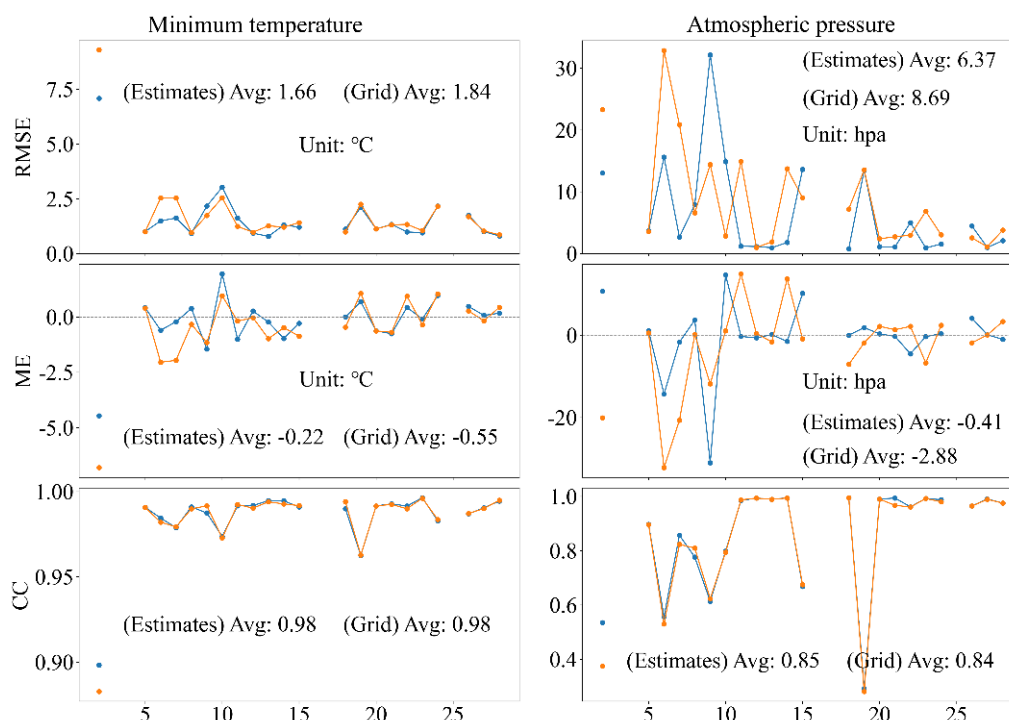 Minimum temperature
Atmospheric pressure
RMSE
7.5
5.0
2.5
0.0
(Estimates) Avg: 1.66 (Grid) Avg: 1.84
Unit: °C
30
20
10
0
(Estimates) Avg: 6.37
(Grid) Avg: 8.69
Unit: hpa
ME
0.0
-2.5
-5.0
Unit: °C
(Estimates) Avg: -0.22 (Grid) Avg: -0.55
0
-20
Unit: hpa
(Estimates) Avg: -0.41
(Grid) Avg: -2.88
CC
1.00
0.95
0.90
(Estimates) Avg: 0.98 (Grid) Avg: 0.98
5 10 15 20 25
1.0
0.8
0.6
0.4
(Estimates) Avg: 0.85 (Grid) Avg: 0.84
5 10 15 20 25